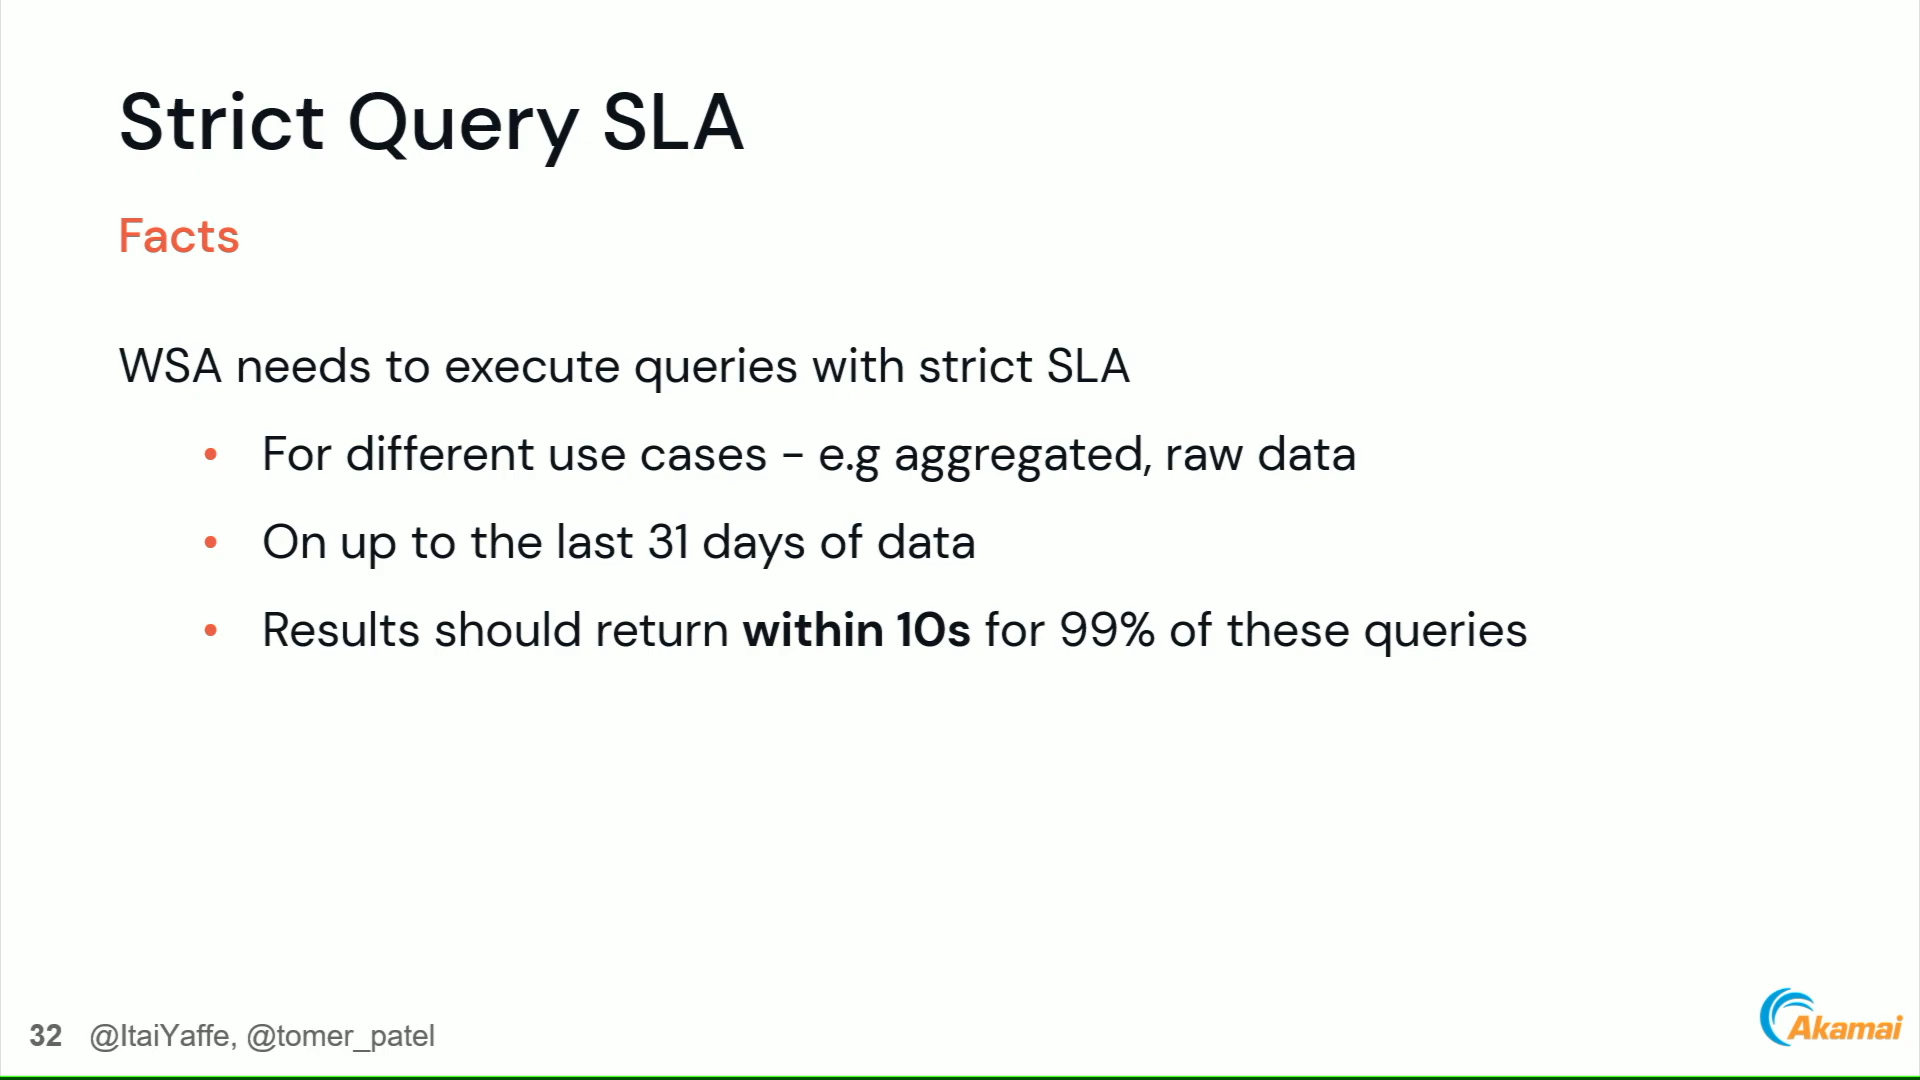 Strict Query SLA
Facts
WSA needs to execute queries with strict SLA
• For different use cases - e.g aggregated, raw data
• On up to the last 31 days of data
• Results should return within 10s for 99% of these queries
32 @ItaiYaffe, @tomer_patel
Akamai